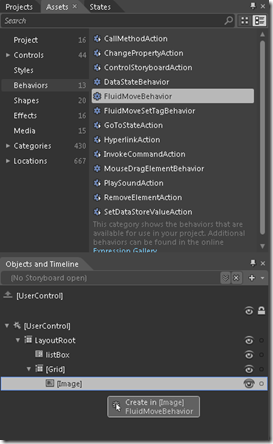 Projects Assets × States
Search
Project 16
Controls 44
Styles
Behaviors 13
Shapes 20
Effects 16
Media 15
Categories 430
Locations 667
CallMethodAction
ChangePropertyAction
ControlStoryboardAction
DataStateBehavior
FluidMoveBehavior
FluidMoveSetTagBehavior
GoToStateAction
HyperlinkAction
InvokeCommandAction
MouseDragElementBehavior
PlaySoundAction
RemoveElementAction
SetDataStoreValueAction
This category shows the behaviors that are
available for use in your project. Additional
behaviors can be found in the online
Expression Gallery
Objects and Timeline ×
(No Storyboard open)
[UserControl]
[UserControl]
LayoutRoot
listBox
[Grid]
[Image]
Create in [Image]
FluidMoveBehavior